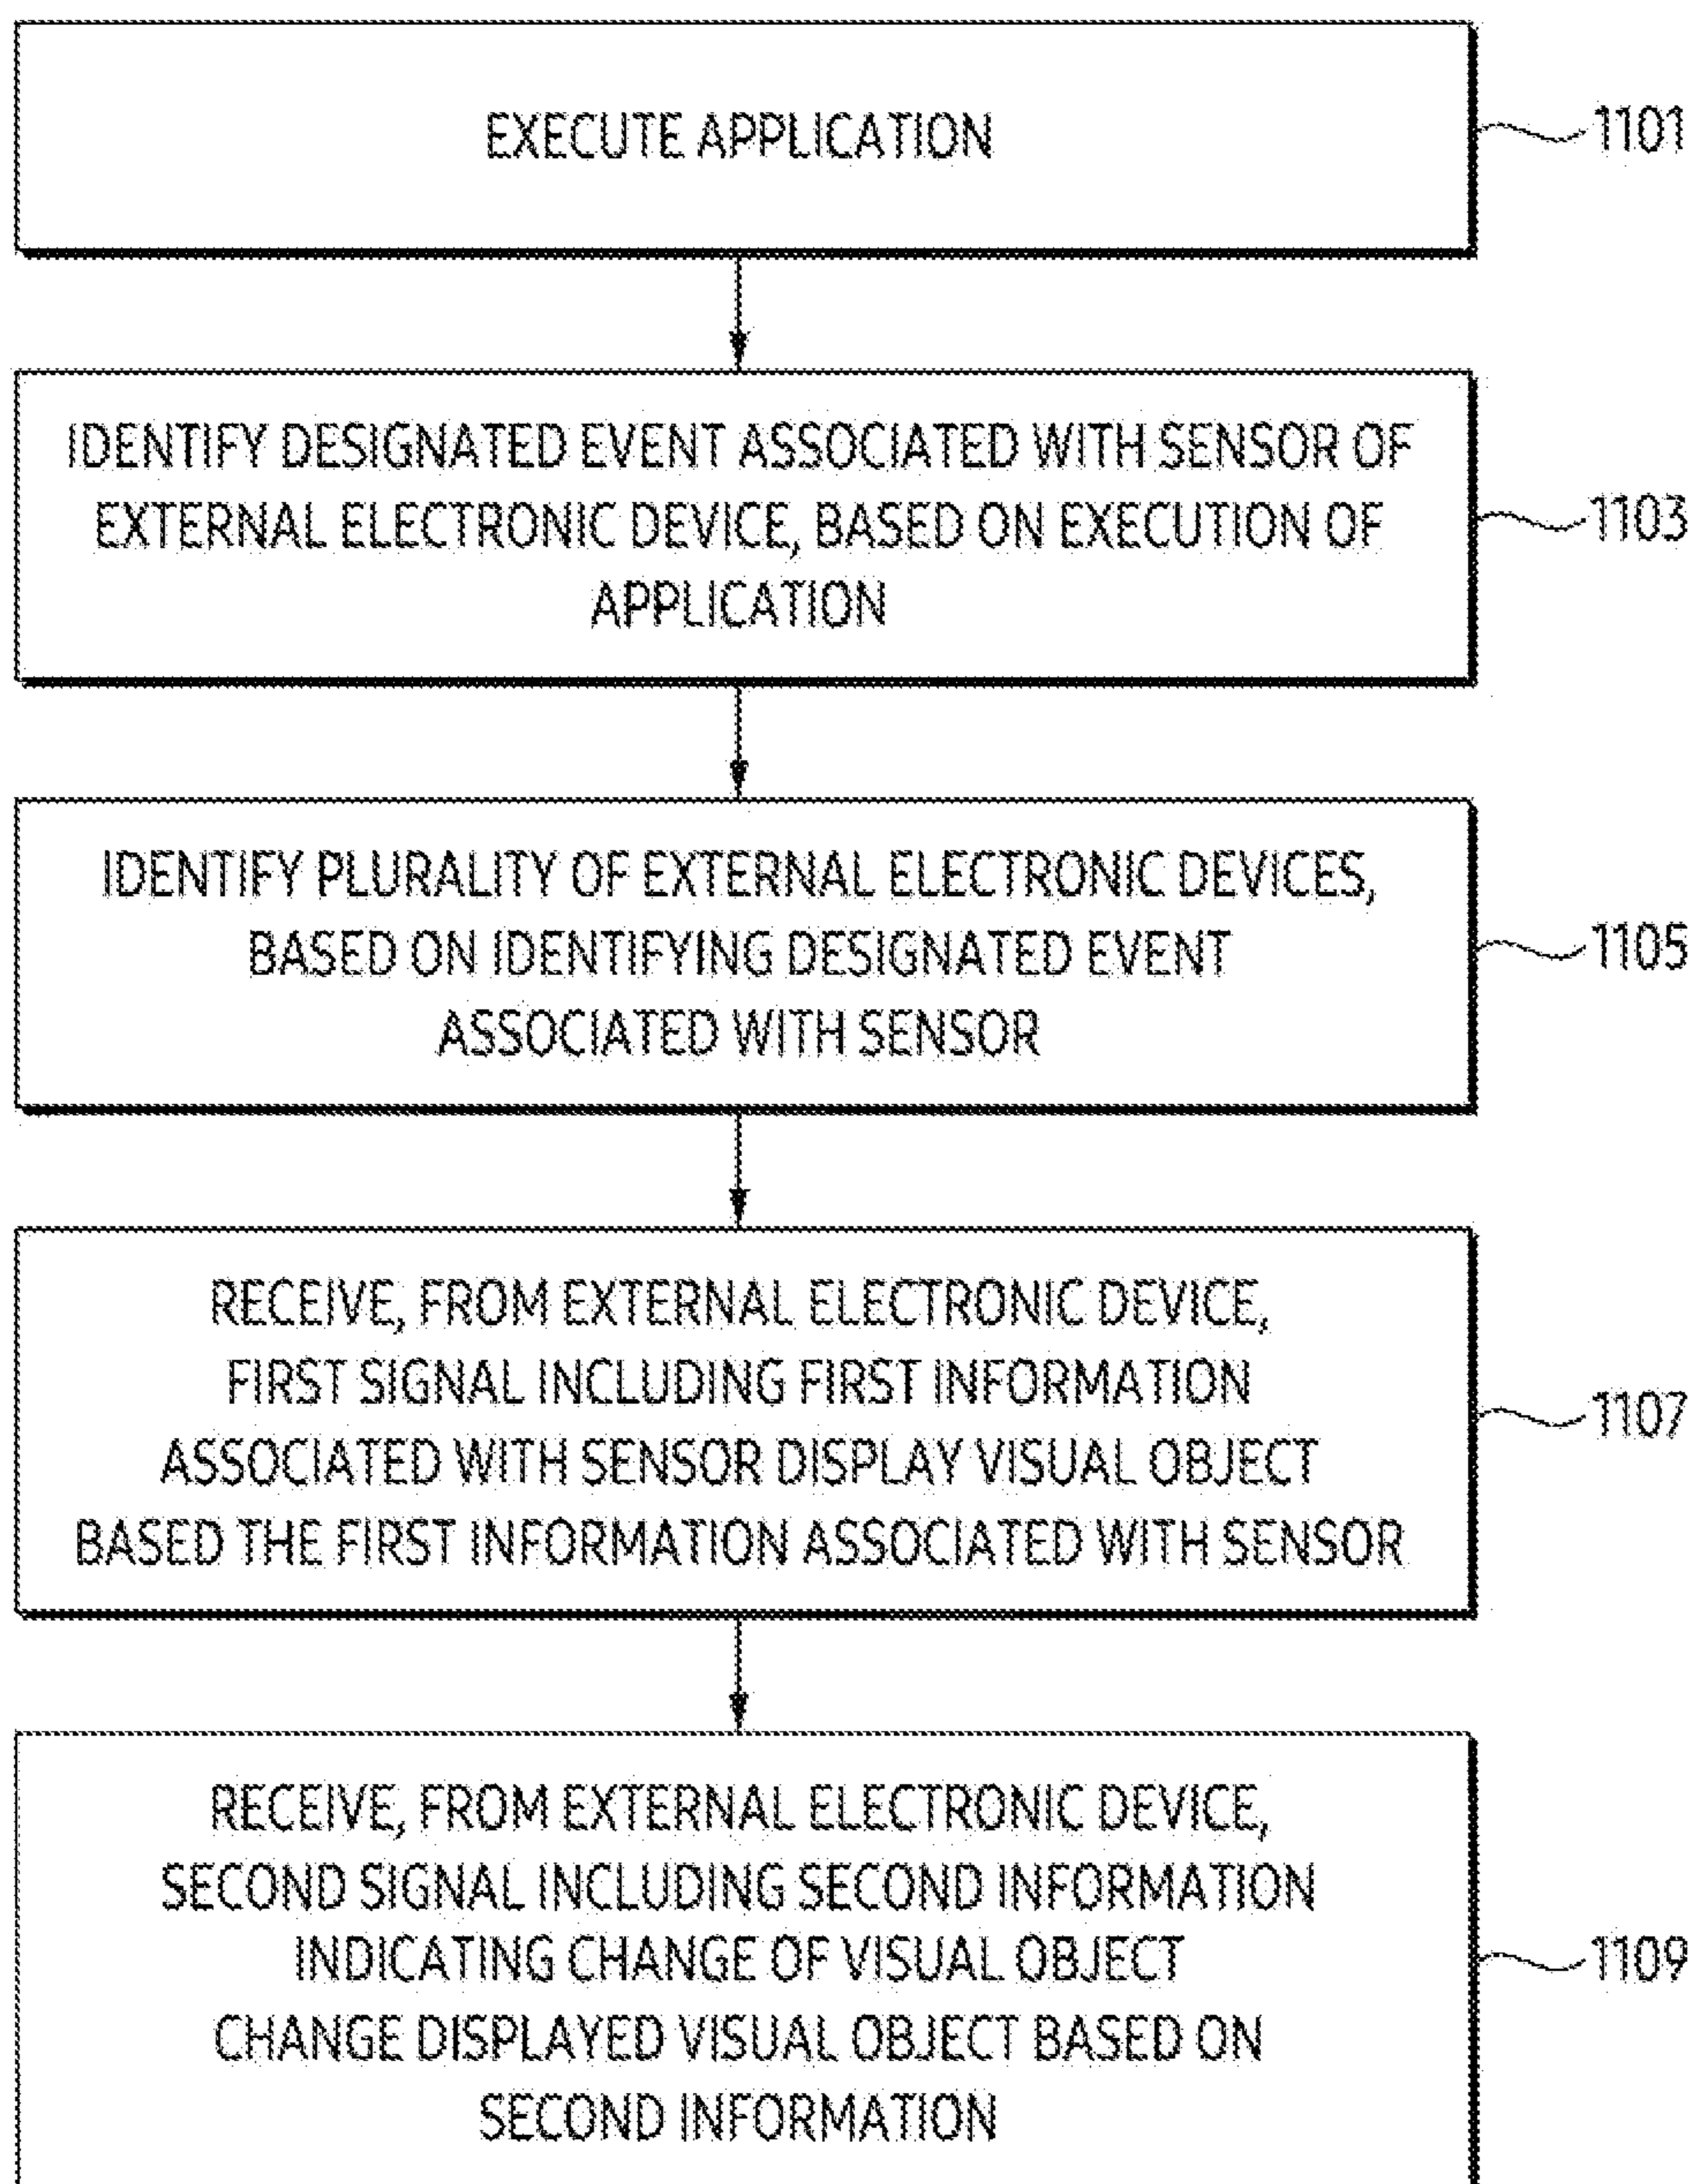 EXECUTE APPLICATION
1101
IDENTIFY DESIGNATED EVENT ASSOCIATED WITH SENSOR OF
EXTERNAL ELECTRONIC DEVICE, BASED ON EXECUTION OF
APPLICATION
1103
IDENTIFY PLURALITY OF EXTERNAL ELECTRONIC DEVICES,
BASED ON IDENTIFYING DESIGNATED EVENT
ASSOCIATED WITH SENSOR
1105
RECEIVE, FROM EXTERNAL ELECTRONIC DEVICE,
FIRST SIGNAL INCLUDING FIRST INFORMATION
ASSOCIATED WITH SENSOR DISPLAY VISUAL OBJECT
BASED THE FIRST INFORMATION ASSOCIATED WITH SENSOR
1107
RECEIVE, FROM EXTERNAL ELECTRONIC DEVICE,
SECOND SIGNAL INCLUDING SECOND INFORMATION
INDICATING CHANGE OF VISUAL OBJECT
CHANGE DISPLAYED VISUAL OBJECT BASED ON
SECOND INFORMATION
1109